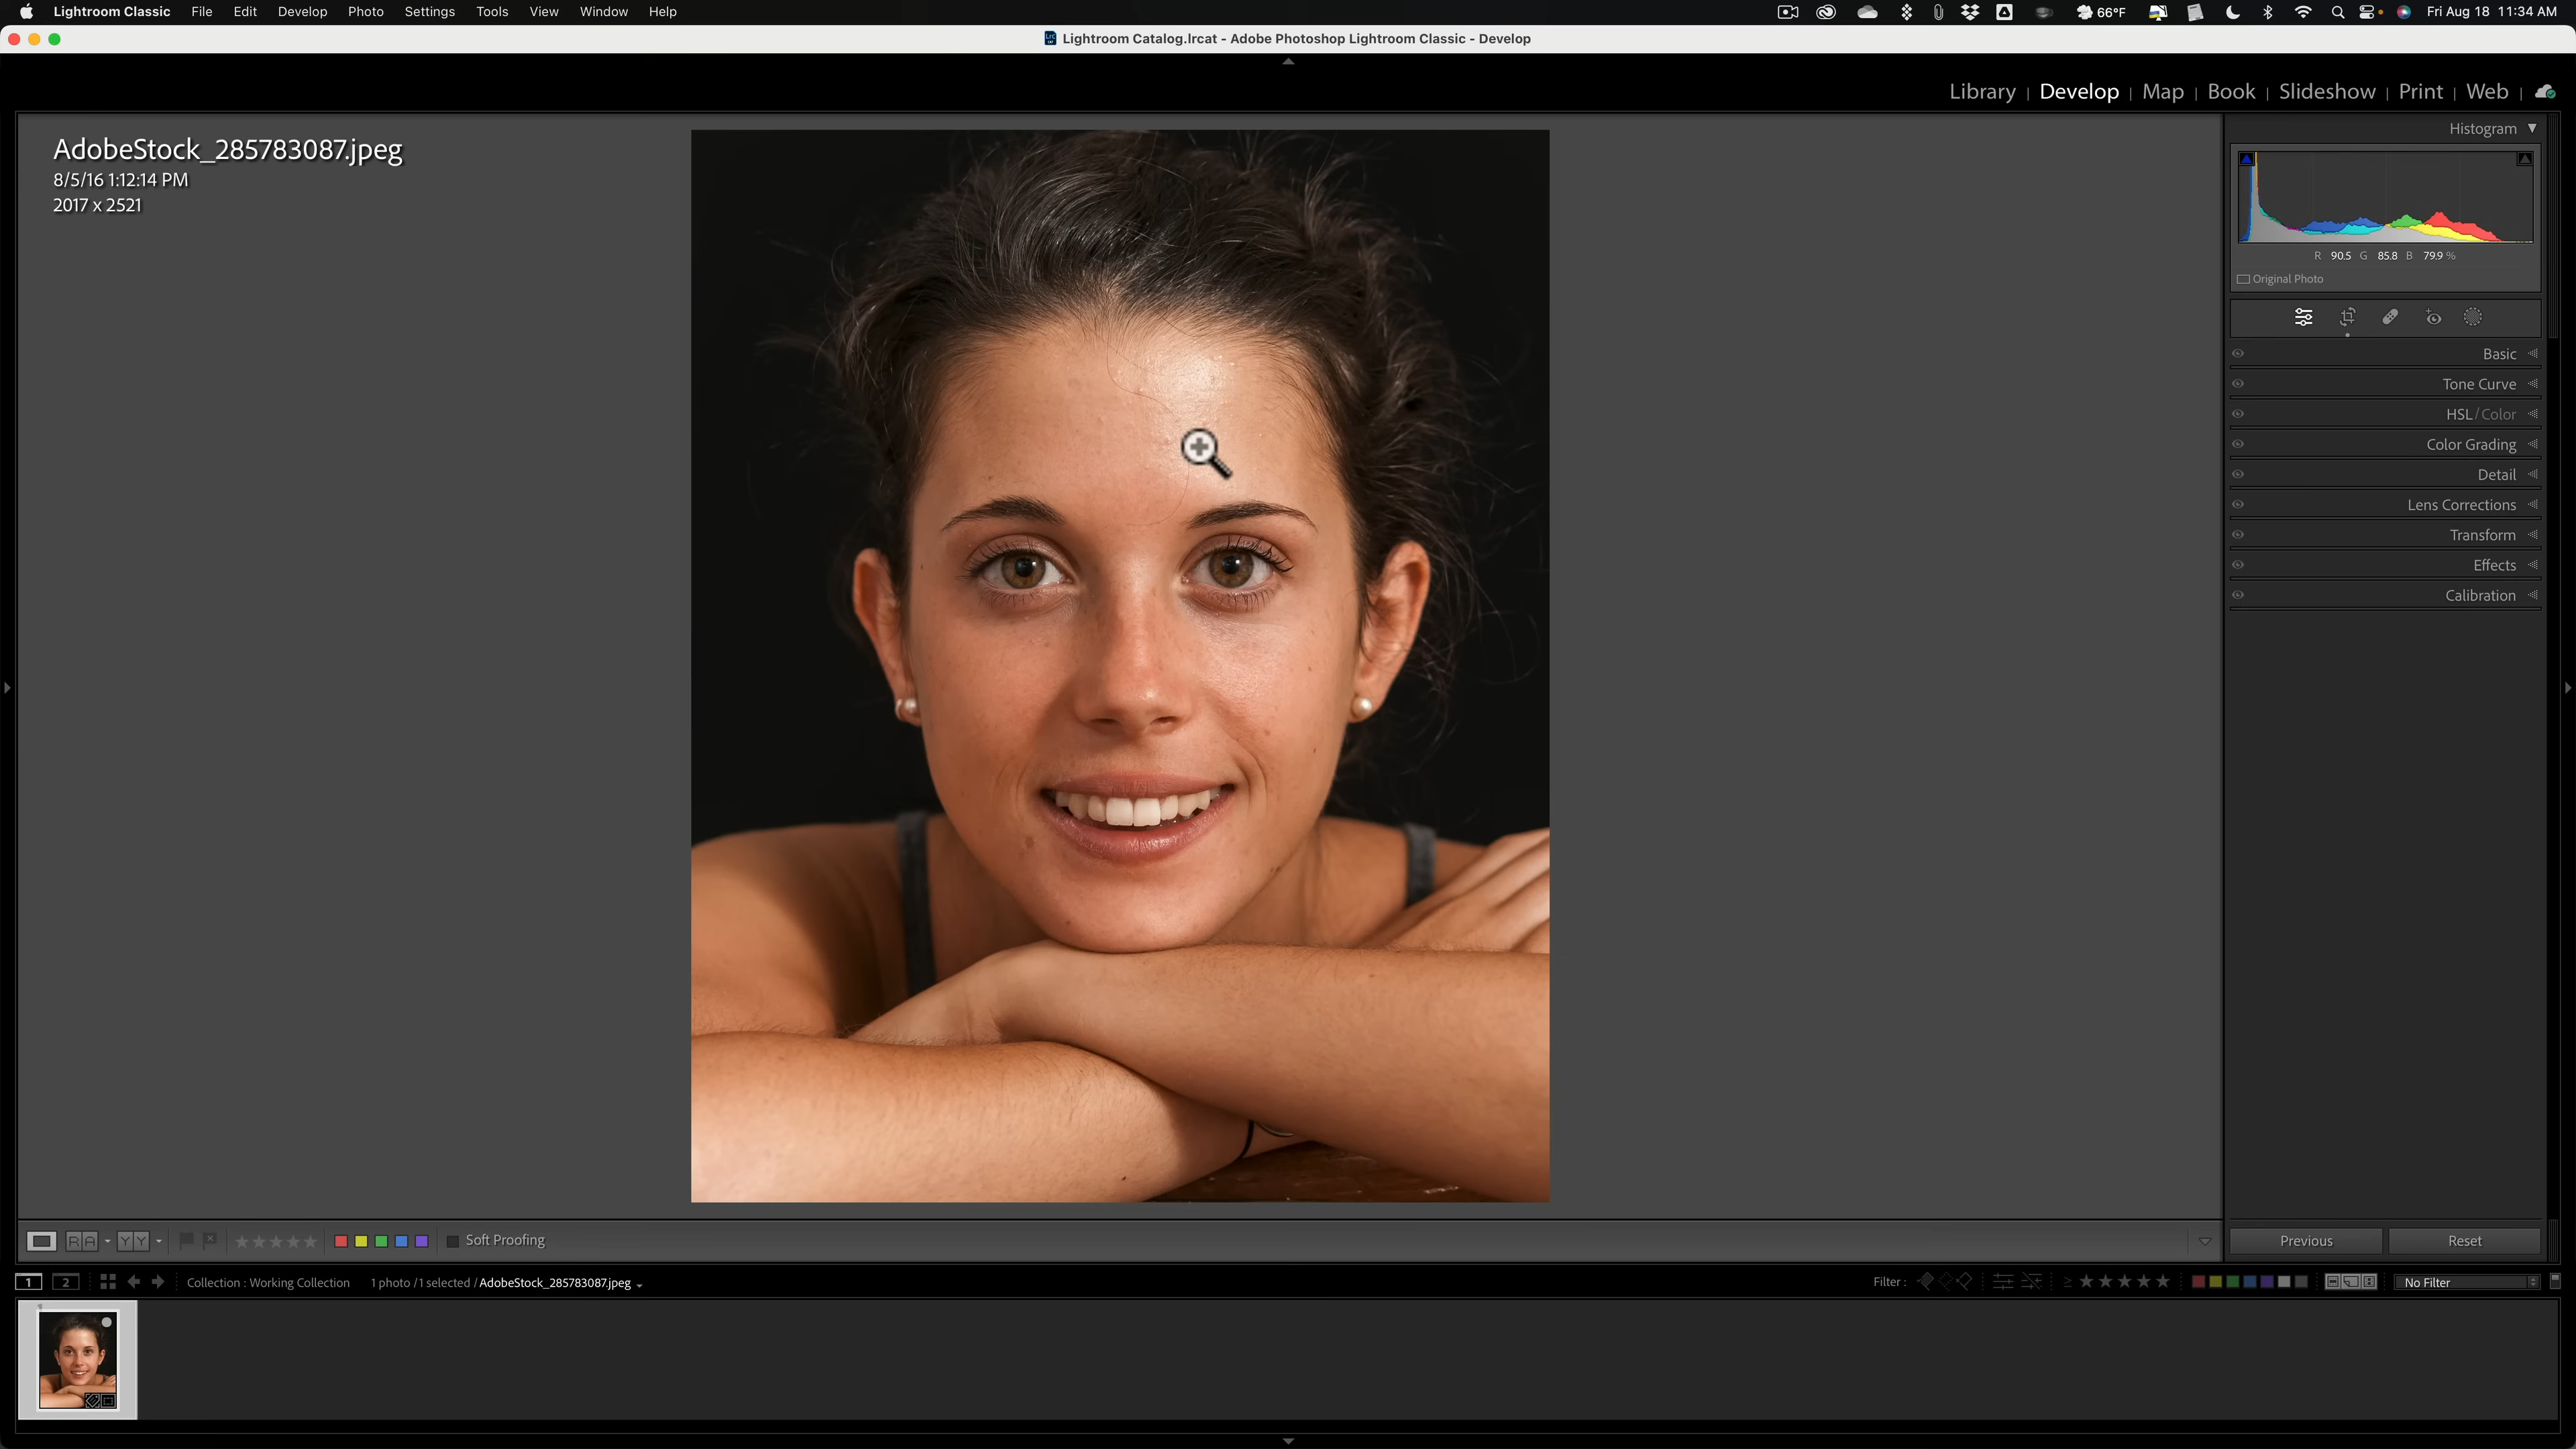 Lightroom Classic File Edit Develop Photo Settings Tools View Window Help 66°F Fri Aug 18 11:34 AM
Lightroom Catalog.lrcat - Adobe Photoshop Lightroom Classic - Develop
Library | Develop | Map | Book | Slideshow | Print | Web |
AdobeStock_285783087.jpeg
8/5/16 1:12:14 PM
2017 x 2521
Histogram
R 90.5 G 85.8 B 79.9 %
Original Photo
Basic
Tone Curve
HSL / Color
Color Grading
Detail
Lens Corrections
Transform
Effects
Calibration
R A Y Y Soft Proofing
Previous Reset
1 2 Collection : Working Collection 1 photo / 1 selected / AdobeStock_285783087.jpeg Filter : ≥ No Filter